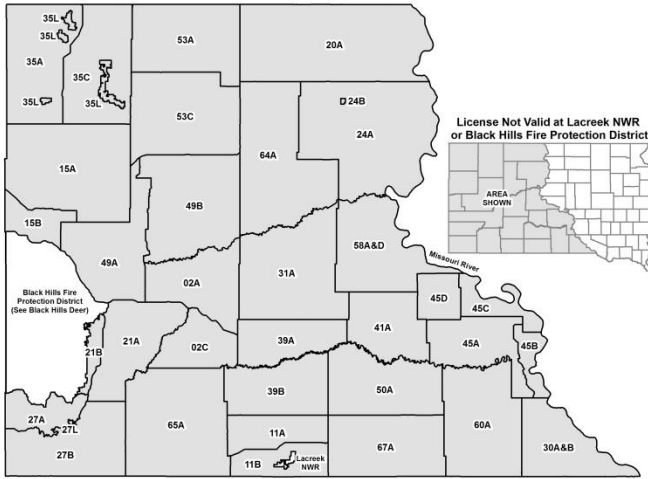 35L
53A
20A
35L
35A
35C
35L
35L
24B
53C
24A
License Not Valid at Lacreek NWR
or Black Hills Fire Protection District
64A
15A
AREA
SHOWN
49B
15B
58A&D
Missouri River
49A
31A
02A
Black Hills Fire
Protection District
(See Black Hills Deer)
45D
45C
41A
21A
21B
02C
39A
45A
45B
39B
50A
27A
65A
60A
27L
11A
30A&B
27B
11B
Lacreek
NWR
67A